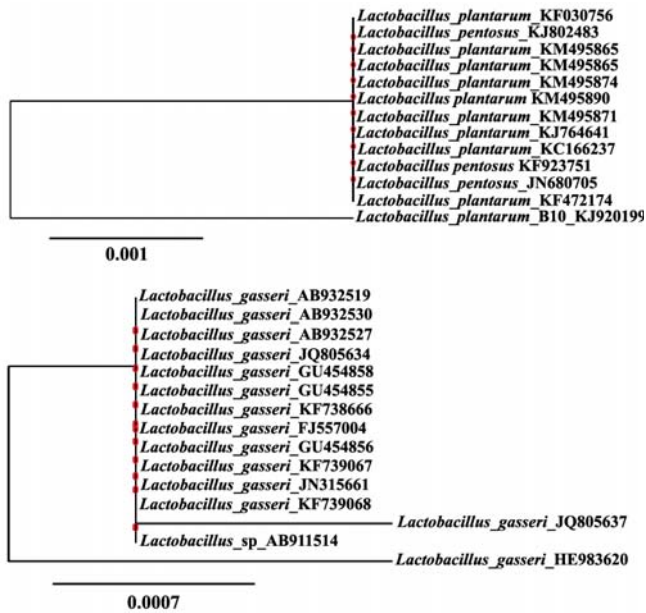 Lactobacillus_plantarum_KF030756
Lactobacillus_pentosus_KJ802483
Lactobacillus_plantarum_KM495865
Lactobacillus_plantarum_KM495865
Lactobacillus_plantarum_KM495874
Lactobacillus plantarum KM495890
Lactobacillus_plantarum_KM495871
Lactobacillus_plantarum_KJ764641
Lactobacillus_plantarum_KC166237
Lactobacillus pentosus KF923751
Lactobacillus_pentosus_JN680705
Lactobacillus_plantarum_KF472174
Lactobacillus_plantarum_B10_KJ920199
0.001
Lactobacillus_gasseri_AB932519
Lactobacillus_gasseri_AB932530
Lactobacillus_gasseri_AB932527
Lactobacillus_gasseri_JQ805634
Lactobacillus_gasseri_GU454858
Lactobacillus_gasseri_GU454855
Lactobacillus_gasseri_KF738666
Lactobacillus_gasseri_FJ557004
Lactobacillus_gasseri_GU454856
Lactobacillus_gasseri_KF739067
Lactobacillus_gasseri_JN315661
Lactobacillus_gasseri_KF739068
Lactobacillus_gasseri_JQ805637
Lactobacillus_sp_AB911514
Lactobacillus_gasseri_HE983620
0.0007